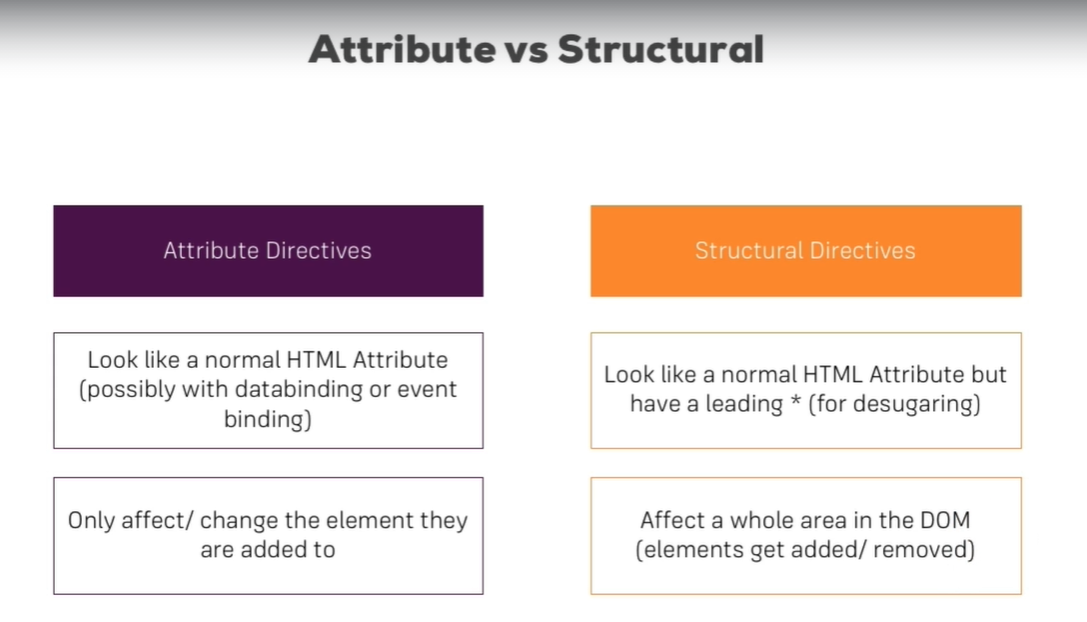 Attribute vs Structural
Attribute Directives
Look like a normal HTML Attribute
(possibly with databinding or event
binding)
Only affect/ change the element they
are added to
Structural Directives
Look like a normal HTML Attribute but
have a leading * (for desugaring)
Affect a whole area in the DOM
(elements get added/ removed)